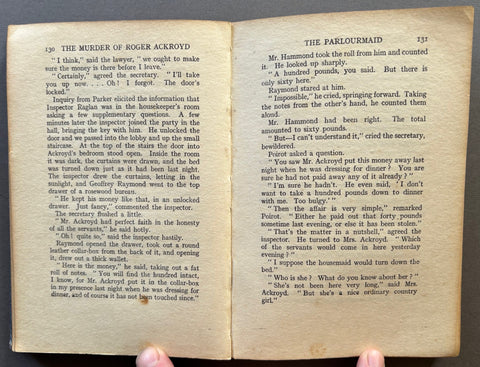 130 THE MURDER OF ROGER ACKROYD
“ I think,” said the lawyer, “ we ought to make
sure the money is there before I leave.”
“ Certainly,” agreed the secretary. “ I'll take
you up now. . . . Oh ! I forgot. The door's
locked.”
Inquiry from Parker elicited the information that
Inspector Raglan was in the housekeeper's room
asking a few supplementary questions. A few
minutes later the inspector joined the party in the
hall, bringing the key with him. He unlocked the
door and we passed into the lobby and up the small
staircase. At the top of the stairs the door into
Ackroyd's bedroom stood open. Inside the room
it was dark, the curtains were drawn, and the bed
was turned down just as it had been last night.
The inspector drew the curtains, letting in the
sunlight, and Geoffrey Raymond went to the top
drawer of a rosewood bureau.
“ He kept his money like that, in an unlocked
drawer. Just fancy,” commented the inspector.
The secretary flushed a little.
“ Mr. Ackroyd had perfect faith in the honesty
of all the servants,” he said hotly.
“ Oh ! quite so,” said the inspector hastily.
Raymond opened the drawer, took out a round
leather collar-box from the back of it, and opening
it, drew out a thick wallet.
“ Here is the money,” he said, taking out a fat
roll of notes. “ You will find the hundred intact,
I know, for Mr. Ackroyd put it in the collar-box
in my presence last night when he was dressing for
dinner, and of course it has not been touched since.”
THE PARLOURMAID 131
Mr. Hammond took the roll from him and counted
it. He looked up sharply.
“ A hundred pounds, you said. But there is
only sixty here.”
Raymond stared at him.
“ Impossible,” he cried, springing forward. Taking
the notes from the other's hand, he counted them
aloud.
Mr. Hammond had been right. The total
amounted to sixty pounds.
“ But—I can't understand it,” cried the secretary,
bewildered.
Poirot asked a question.
“ You saw Mr. Ackroyd put this money away last
night when he was dressing for dinner ? You are
sure he had not paid away any of it already ? ”
“ I'm sure he hadn't. He even said, ‘ I don't
want to take a hundred pounds down to dinner with
me. Too bulgy.’ ”
“ Then the affair is very simple,” remarked
Poirot. “ Either he paid out that forty pounds
sometime last evening, or else it has been stolen.”
“ That's the matter in a nutshell,” agreed the
inspector. He turned to Mrs. Ackroyd. “ Which
of the servants would come in here yesterday
evening ? ”
“ I suppose the housemaid would turn down the
bed.”
“ Who is she ? What do you know about her ? ”
“ She's not been here very long,” said Mrs.
Ackroyd. “ But she's a nice ordinary country
girl.”